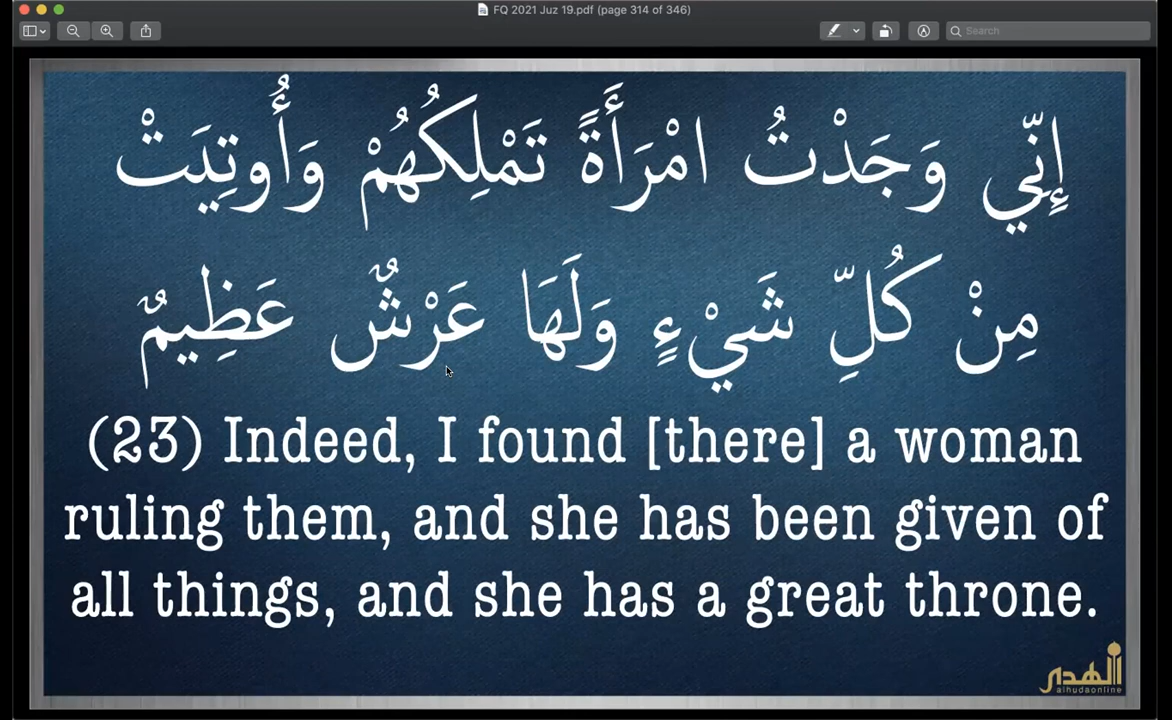 FQ 2021 Juz 19.pdf (page 314 of 346)
Search
إِنِّي وَجَدْتُ امْرَأَةً تَمْلِكُهُمْ وَأُوتِيَتْ
مِنْ كُلِّ شَيْءٍ وَلَهَا عَرْشٌ عَظِيمٌ
(23) Indeed, I found [there] a woman
ruling them, and she has been given of
all things, and she has a great throne.
الهدى
alhudaonline